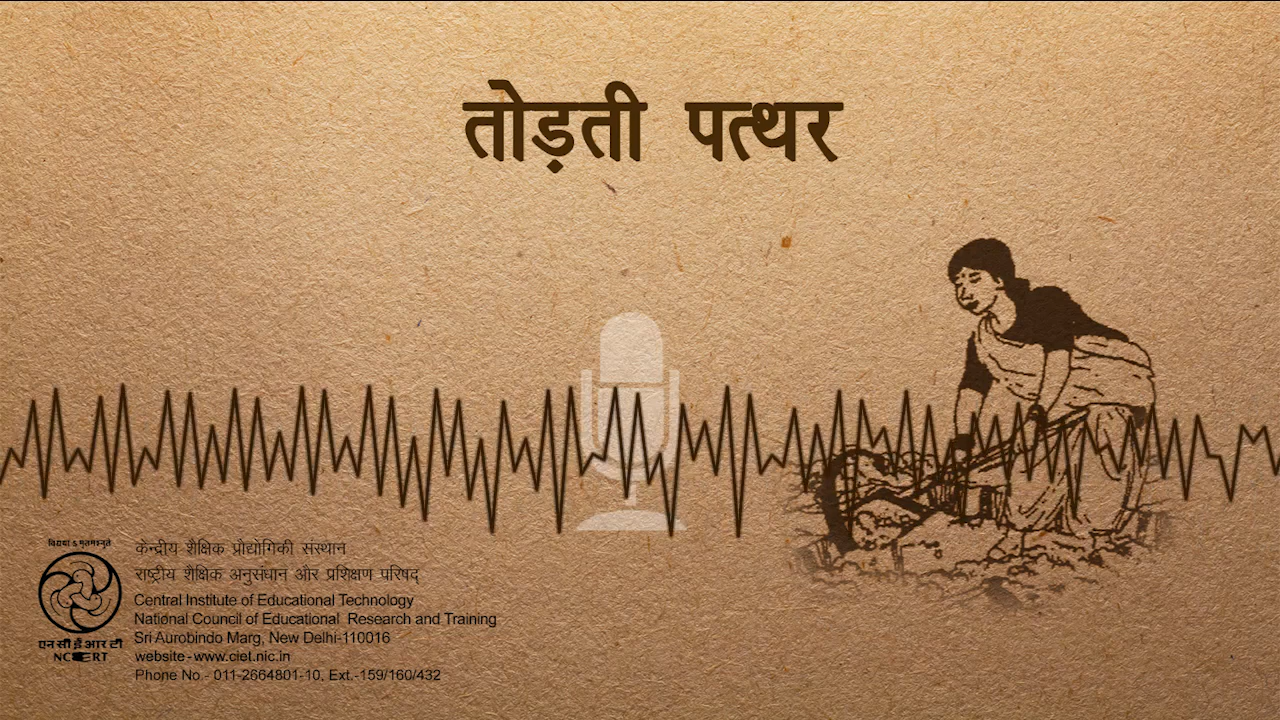 तोड़ती पत्थर
विद्यया ऽ मृतमश्नुते
एन सी ई आर टी
NCERT
केन्द्रीय शैक्षिक प्रौद्योगिकी संस्थान
राष्ट्रीय शैक्षिक अनुसंधान और प्रशिक्षण परिषद्
Central Institute of Educational Technology
National Council of Educational Research and Training
Sri Aurobindo Marg, New Delhi-110016
website - www.ciet.nic.in
Phone No - 011-2664801-10, Ext.-159/160/432